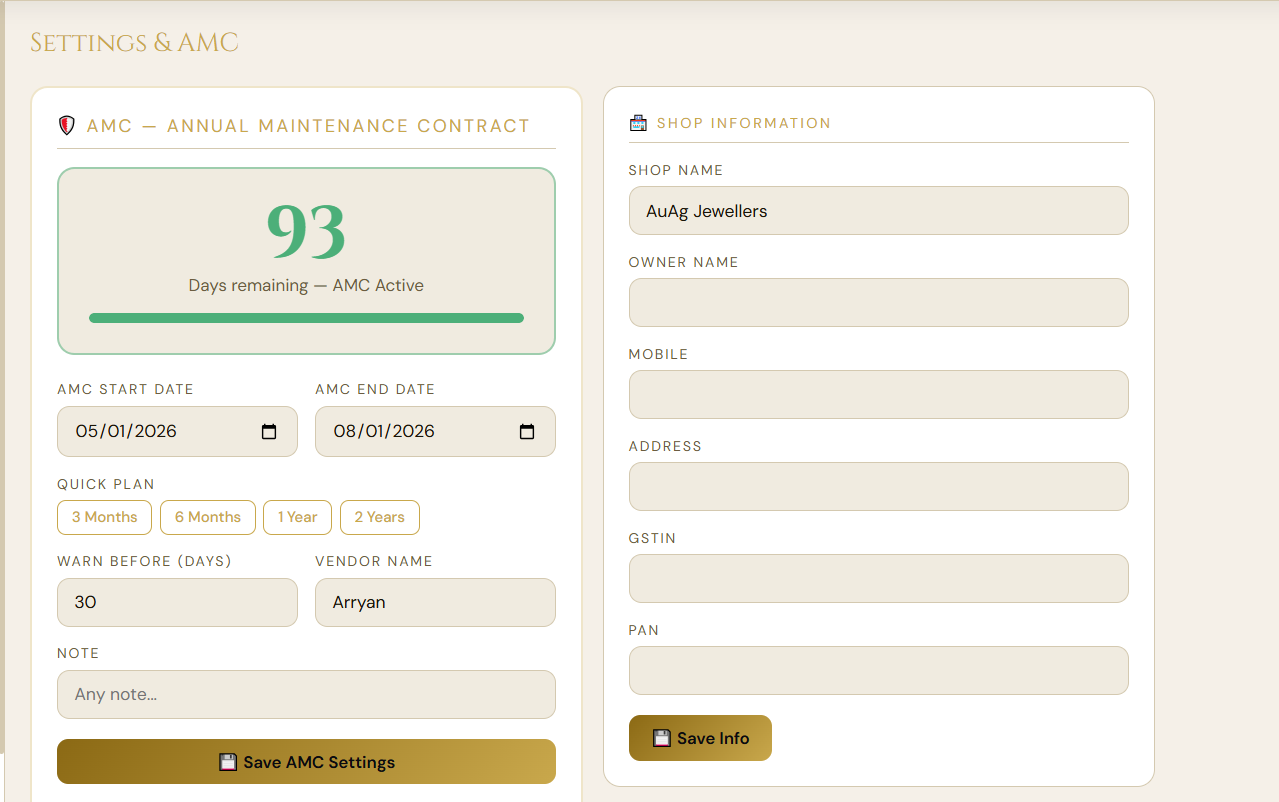 Settings & AMC
AMC — ANNUAL MAINTENANCE CONTRACT
93
Days remaining — AMC Active
AMC START DATE
AMC END DATE
05/01/2026
08/01/2026
QUICK PLAN
3 Months
6 Months
1 Year
2 Years
WARN BEFORE (DAYS)
VENDOR NAME
30
Arryan
NOTE
Any note...
Save AMC Settings
SHOP INFORMATION
SHOP NAME
AuAg Jewellers
OWNER NAME
MOBILE
ADDRESS
GSTIN
PAN
Save Info